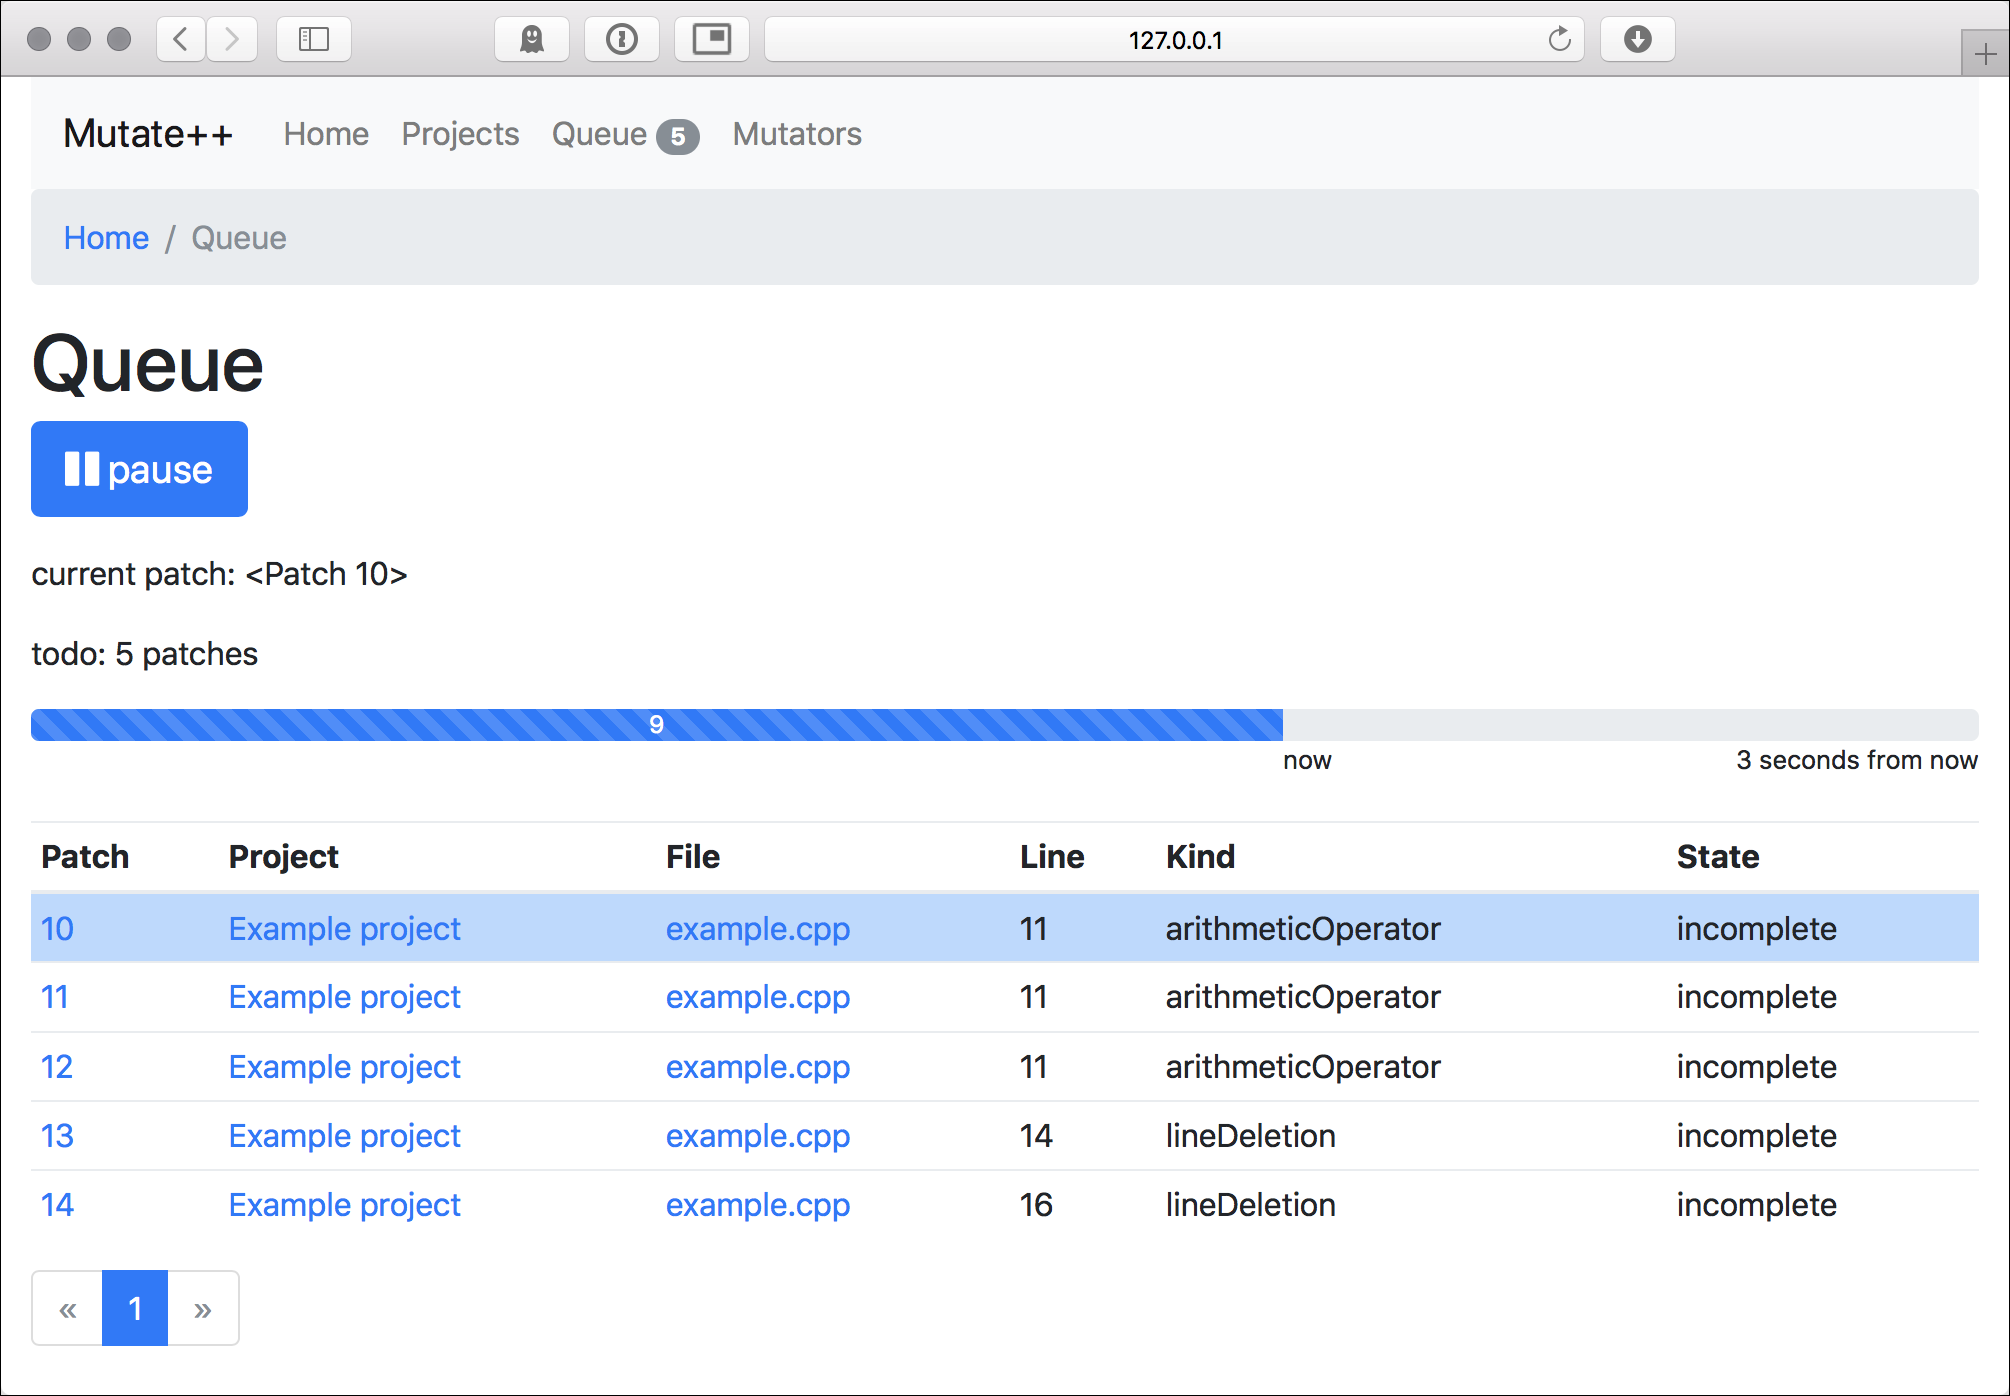 127.0.0.1
Mutate++ Home Projects Queue 5 Mutators
Home / Queue
Queue
pause
current patch: <Patch 10>
todo: 5 patches
9
now 3 seconds from now
Patch Project File Line Kind State
10 Example project example.cpp 11 arithmeticOperator incomplete
11 Example project example.cpp 11 arithmeticOperator incomplete
12 Example project example.cpp 11 arithmeticOperator incomplete
13 Example project example.cpp 14 lineDeletion incomplete
14 Example project example.cpp 16 lineDeletion incomplete
« 1 »